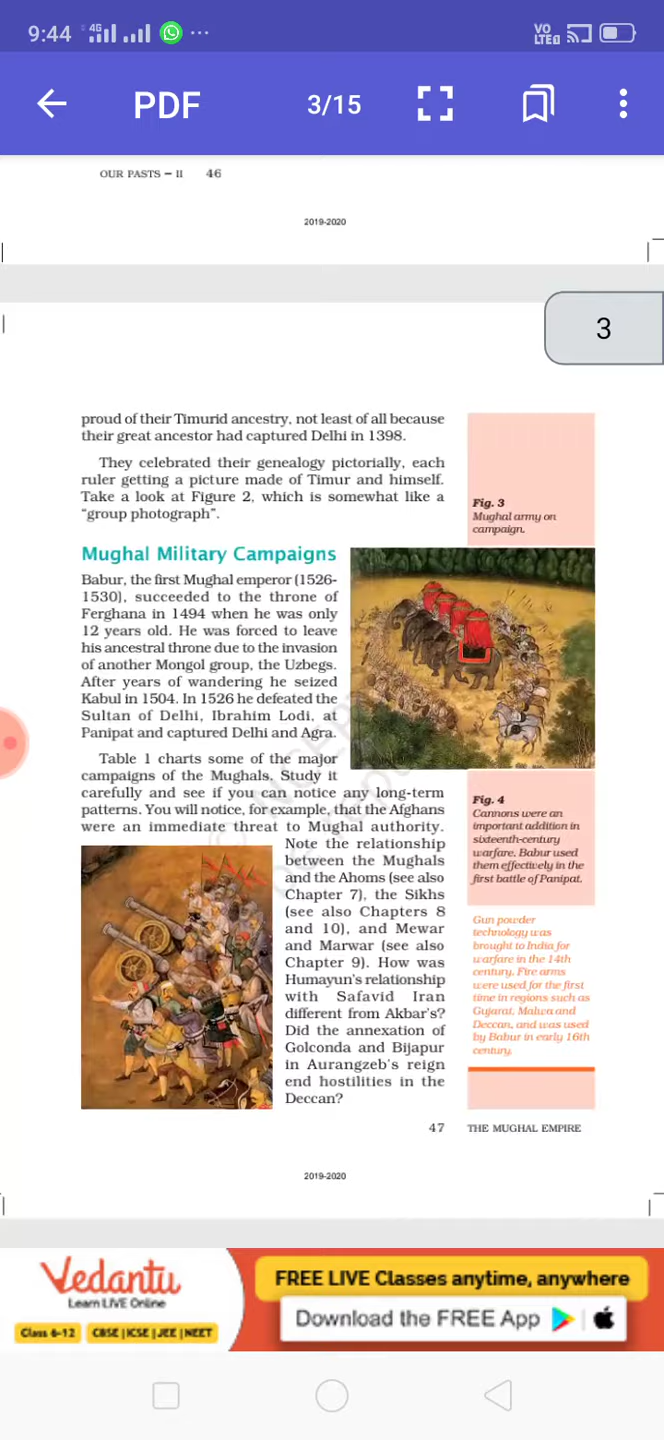 9:44 4G
VO
LTE
PDF 3/15
OUR PASTS – II 46
2019-2020
3
proud of their Timurid ancestry, not least of all because
their great ancestor had captured Delhi in 1398.
They celebrated their genealogy pictorially, each
ruler getting a picture made of Timur and himself.
Take a look at Figure 2, which is somewhat like a
“group photograph”.
Fig. 3
Mughal army on
campaign.
Mughal Military Campaigns
Babur, the first Mughal emperor (1526-
1530), succeeded to the throne of
Ferghana in 1494 when he was only
12 years old. He was forced to leave
his ancestral throne due to the invasion
of another Mongol group, the Uzbegs.
After years of wandering he seized
Kabul in 1504. In 1526 he defeated the
Sultan of Delhi, Ibrahim Lodi, at
Panipat and captured Delhi and Agra.
Table 1 charts some of the major
campaigns of the Mughals. Study it
carefully and see if you can notice any long-term
patterns. You will notice, for example, that the Afghans
were an immediate threat to Mughal authority.
Note the relationship
between the Mughals
and the Ahoms (see also
Chapter 7), the Sikhs
(see also Chapters 8
and 10), and Mewar
and Marwar (see also
Chapter 9). How was
Humayun's relationship
with Safavid Iran
different from Akbar's?
Did the annexation of
Golconda and Bijapur
in Aurangzeb's reign
end hostilities in the
Deccan?
Fig. 4
Cannons were an
important addition in
sixteenth-century
warfare. Babur used
them effectively in the
first battle of Panipat.
Gun powder
technology was
brought to India for
warfare in the 14th
century. Fire arms
were used for the first
time in regions such as
Gujarat, Malwa and
Deccan, and was used
by Babur in early 16th
century.
47 THE MUGHAL EMPIRE
2019-2020
Vedantu
Learn LIVE Online
Class 6-12 CBSE | ICSE | JEE | NEET
FREE LIVE Classes anytime, anywhere
Download the FREE App